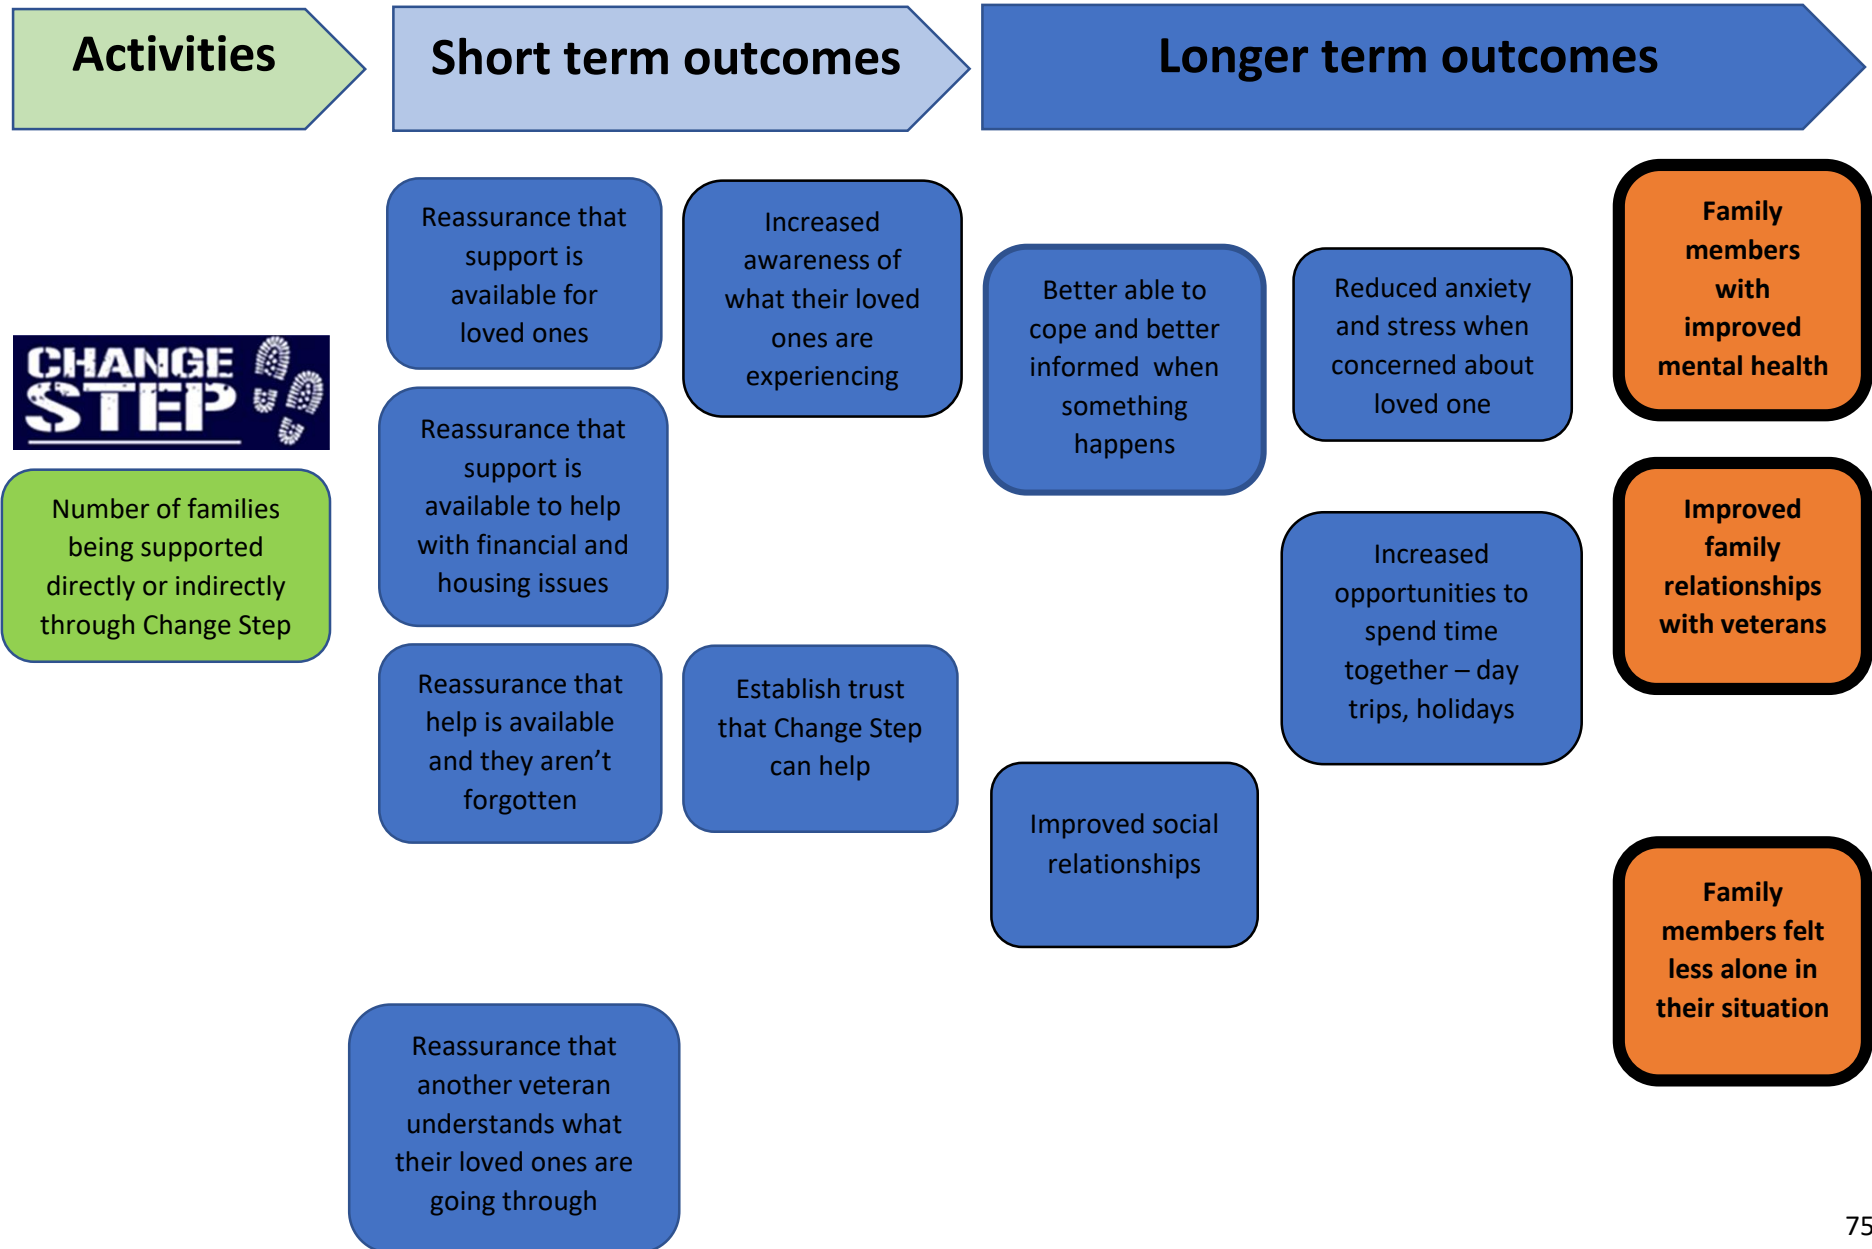 Activities
Short term outcomes
Longer term outcomes
CHANGE
STEP
Number of families
being supported
directly or indirectly
through Change Step
Reassurance that
support is
available for
loved ones
Reassurance that
support is
available to help
with financial and
housing issues
Reassurance that
help is available
and they aren’t
forgotten
Reassurance that
another veteran
understands what
their loved ones are
going through
Increased
awareness of
what their loved
ones are
experiencing
Establish trust
that Change Step
can help
Better able to
cope and better
informed  when
something
happens
Improved social
relationships
Reduced anxiety
and stress when
concerned about
loved one
Increased
opportunities to
spend time
together – day
trips, holidays
Family
members
with
improved
mental health
Improved
family
relationships
with veterans
Family
members felt
less alone in
their situation
75